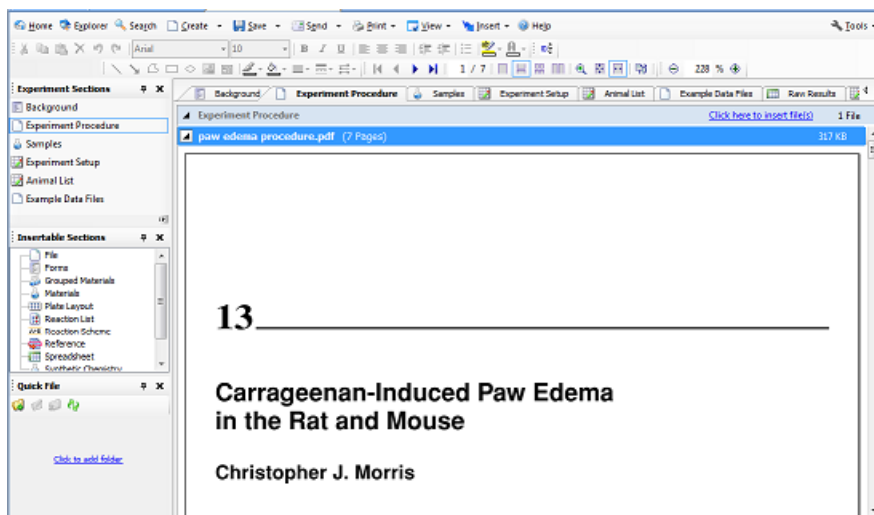 Home Explorer Search Create Save Send Print View Insert Help Tools
Arial 10 B I U
1 / 7 228 %
Experiment Sections
Background
Experiment Procedure
Samples
Experiment Setup
Animal List
Example Data Files
Insertable Sections
File
Forms
Grouped Materials
Materials
Plate Layout
Reaction List
Reaction Scheme
Reference
Spreadsheet
Synthetic Chemistry
Quick File
Click to add folder
Background Experiment Procedure Samples Experiment Setup Animal List Example Data Files Raw Results
Experiment Procedure Click here to insert file(s) 1 File
paw edema procedure.pdf (7 Pages) 317 KB
13
Carrageenan-Induced Paw Edema
in the Rat and Mouse
Christopher J. Morris